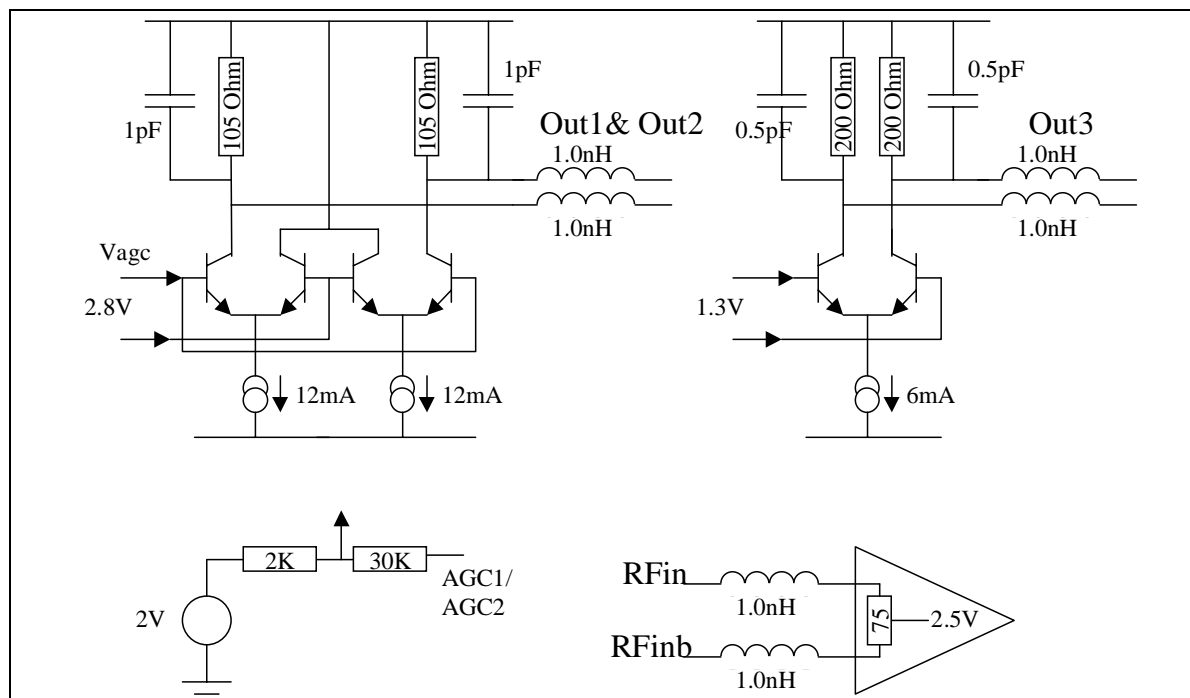 1pF
105 Ohm
105 Ohm
1pF
Out1& Out2
1.0nH
1.0nH
Vagc
2.8V
12mA
12mA
0.5pF
200 Ohm
200 Ohm
0.5pF
Out3
1.0nH
1.0nH
1.3V
6mA
2K
30K
AGC1/
AGC2
2V
RFin
1.0nH
75
2.5V
RFinb
1.0nH